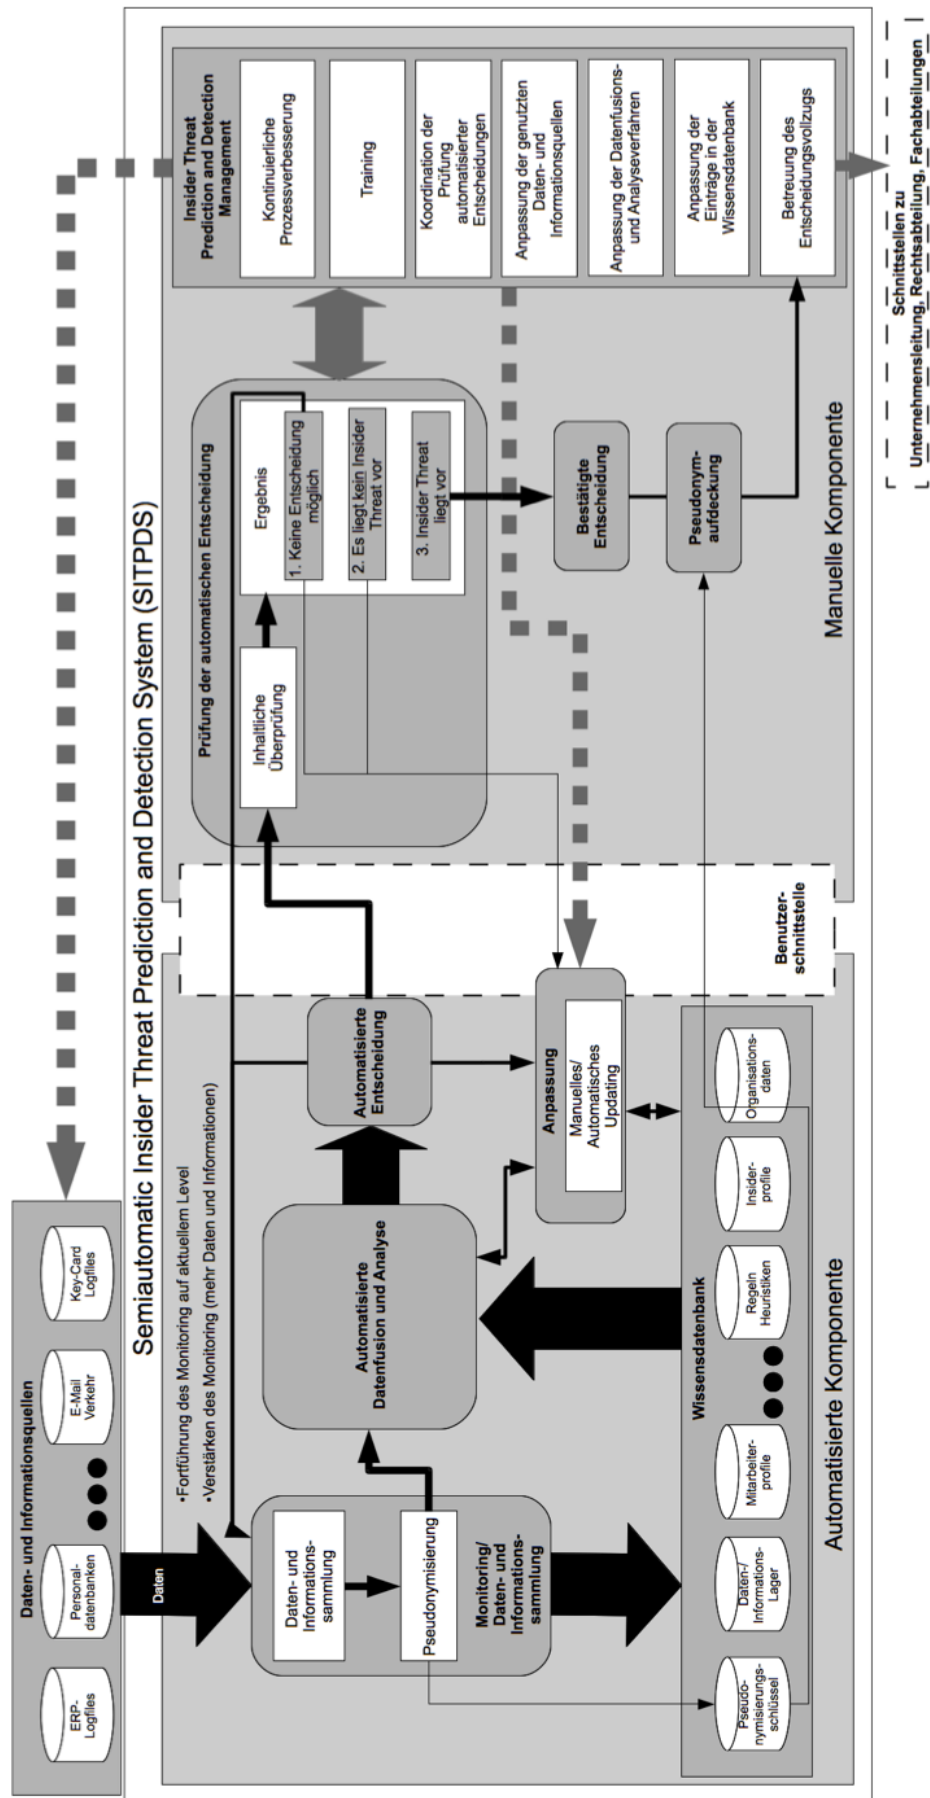 Daten- und Informationsquellen
ERP-
Logfiles
Personal-
datenbanken
E-Mail
Verkehr
Key-Card
Logfiles
Semiautomatic Insider Threat Prediction and Detection System (SITPDS)
Daten
•Fortführung des Monitoring auf aktuellem Level
•Verstärken des Monitoring (mehr Daten und Informationen)
Daten- und
Informations-
sammlung
Pseudonymisierung
Monitoring/
Daten- und
Informations-
sammlung
Automatisierte
Datenfusion und Analyse
Automatisierte
Entscheidung
Anpassung
Manuelles/
Automatisches
Updating
Wissensdatenbank
Pseudo-
nymisierungs-
schlüssel
Daten-/
Informations-
Lager
Mitarbeiter-
profile
Regeln
Heuristiken
Insider-
profile
Organisations-
daten
Automatisierte Komponente
Benutzer-
schnittstelle
Prüfung der automatischen Entscheidung
Inhaltliche
Überprüfung
Ergebnis
1. Keine Entscheidung
möglich
2. Es liegt kein Insider
Threat vor
3. Insider Threat
liegt vor
Bestätigte
Entscheidung
Pseudonym-
aufdeckung
Manuelle Komponente
Insider Threat
Prediction and Detection
Management
Kontinuierliche
Prozessverbesserung
Training
Koordination der
Prüfung
automatisierter
Entscheidungen
Anpassung der genutzten
Daten- und
Informationsquellen
Anpassung der Datenfusions-
und Analyseverfahren
Anpassung der
Einträge in der
Wissensdatenbank
Betreuung des
Entscheidungsvollzugs
Schnittstellen zu
Unternehmensleitung, Rechtsabteilung, Fachabteilungen